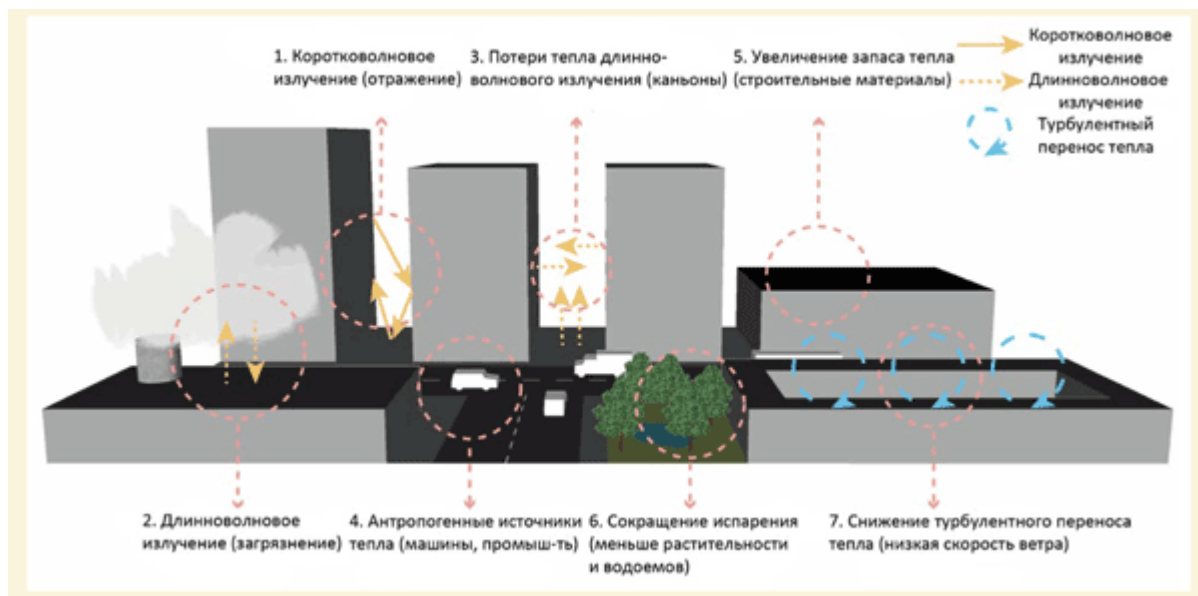 1. Коротковолновое
излучение (отражение)
3. Потери тепла длинно-
волнового излучения (каньоны)
5. Увеличение запаса тепла
(строительные материалы)
Коротковолновое
излучение
Длинноволновое
излучение
Турбулентный
перенос тепла
2. Длинноволновое
излучение (загрязнение)
4. Антропогенные источники
тепла (машины, промыш-ть)
6. Сокращение испарения
(меньше растительности
и водоемов)
7. Снижение турбулентного переноса
тепла (низкая скорость ветра)